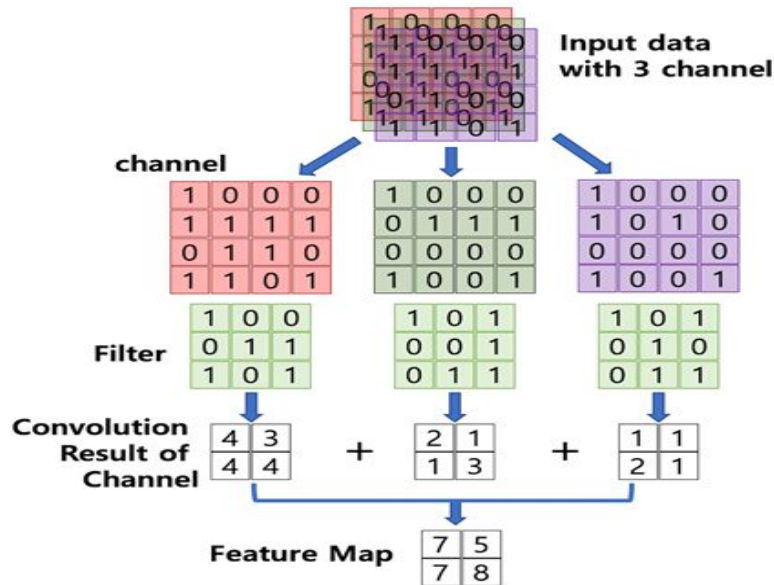 Input data
with 3 channel
channel
1 0 0 0
1 1 1 1
0 1 1 0
1 1 0 1
1 0 0 0
0 1 1 1
0 0 0 0
1 0 0 1
1 0 0 0
1 0 1 0
0 0 0 0
1 0 0 1
Filter
1 0 0
0 1 1
1 0 1
1 0 1
0 0 1
0 1 1
1 0 1
0 1 0
0 1 1
Convolution
Result of
Channel
4 3
4 4
+
2 1
1 3
+
1 1
2 1
Feature Map
7 5
7 8